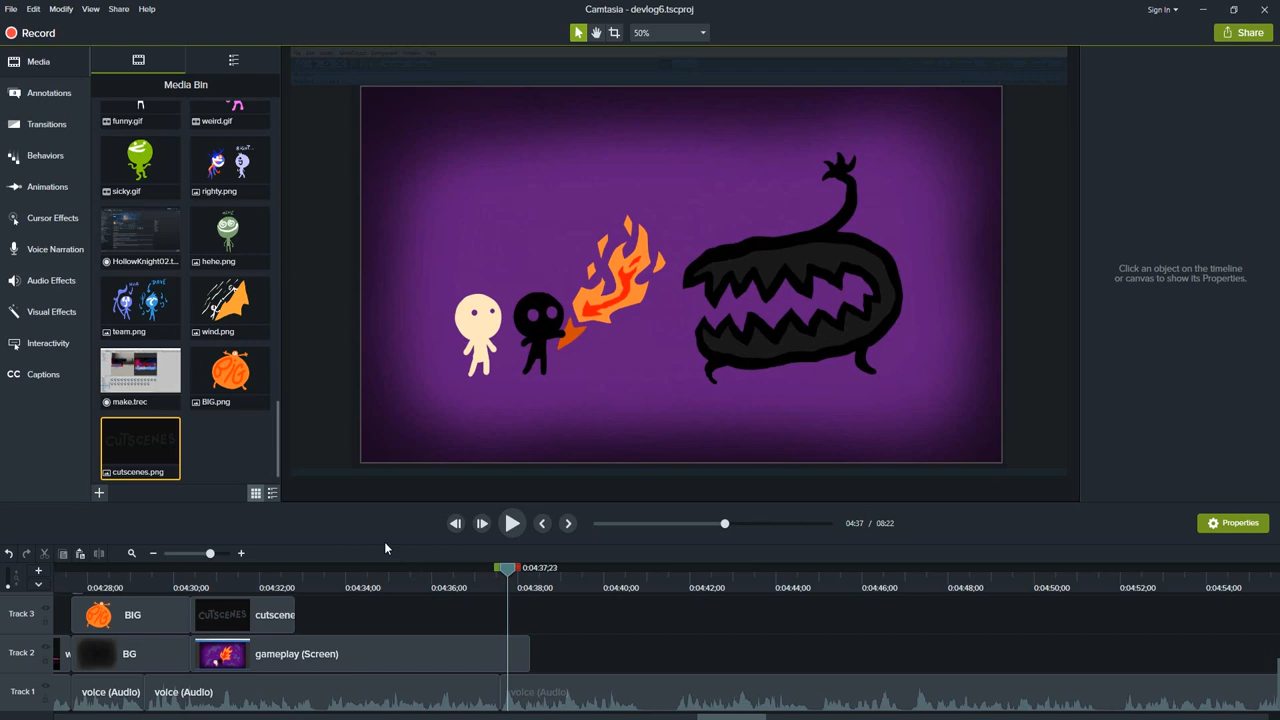 File Edit Modify View Share Help
Camtasia - devlog6.tscproj
Sign In
Record
50%
Share
Media
Annotations
Transitions
Behaviors
Animations
Cursor Effects
Voice Narration
Audio Effects
Visual Effects
Interactivity
CC Captions
Media Bin
funny.gif weird.gif
sicky.gif righty.png
HollowKnight02.t... hehe.png
team.png wind.png
make.trec BIG.png
CUTSCENES
cutscenes.png
Click an object on the timeline
or canvas to show its Properties.
04:37 / 08:22
Properties
0:04:37;23
0:04:28;00 0:04:30;00 0:04:32;00 0:04:34;00 0:04:36;00 0:04:38;00 0:04:40;00 0:04:42;00 0:04:44;00 0:04:46;00 0:04:48;00 0:04:50;00 0:04:52;00 0:04:54;00
Track 3 BIG CUTSCENES cutscene
Track 2 w BG gameplay (Screen)
Track 1 voice (Audio) voice (Audio) voice (Audio)